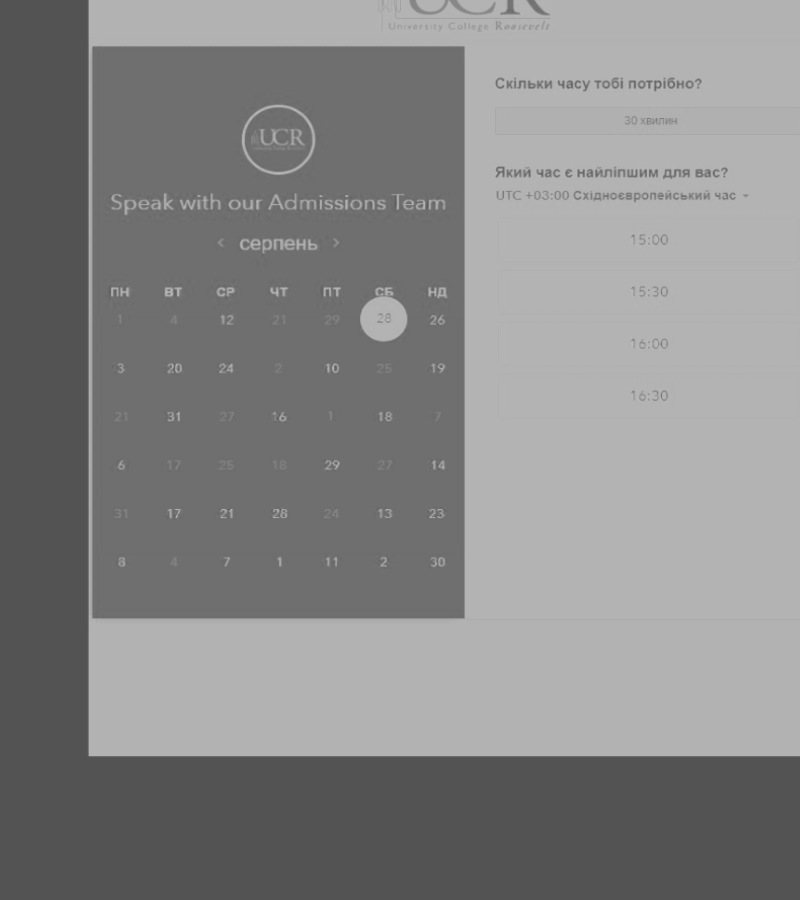 UCR
University College Roosevelt
UCR
Speak with our Admissions Team
‹ серпень ›
ПН ВТ СР ЧТ ПТ СБ НД
1 4 12 21 29 28 26
3 20 24 2 10 25 19
21 31 27 16 1 18 7
6 17 25 18 29 27 14
31 17 21 28 24 13 23
8 4 7 1 11 2 30
Скільки часу тобі потрібно?
30 хвилин
Який час є найліпшим для вас?
UTC +03:00 Східноєвропейський час
15:00
15:30
16:00
16:30